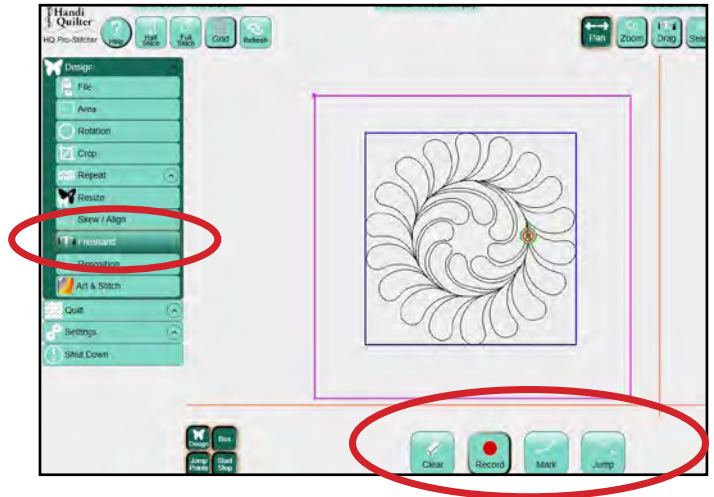 Handi
Quilter
HQ Pro-Stitcher
Help
Half
Stitch
Full
Stitch
Grid
Refresh
Pan
Zoom
Drag
Design
File
Area
Rotation
Crop
Repeat
Resize
Skew / Align
Freehand
Reposition
Art & Stitch
Quilt
Settings
Shut Down
Design
Box
Jump
Points
Start
Stop
Clear
Record
Mark
Jump